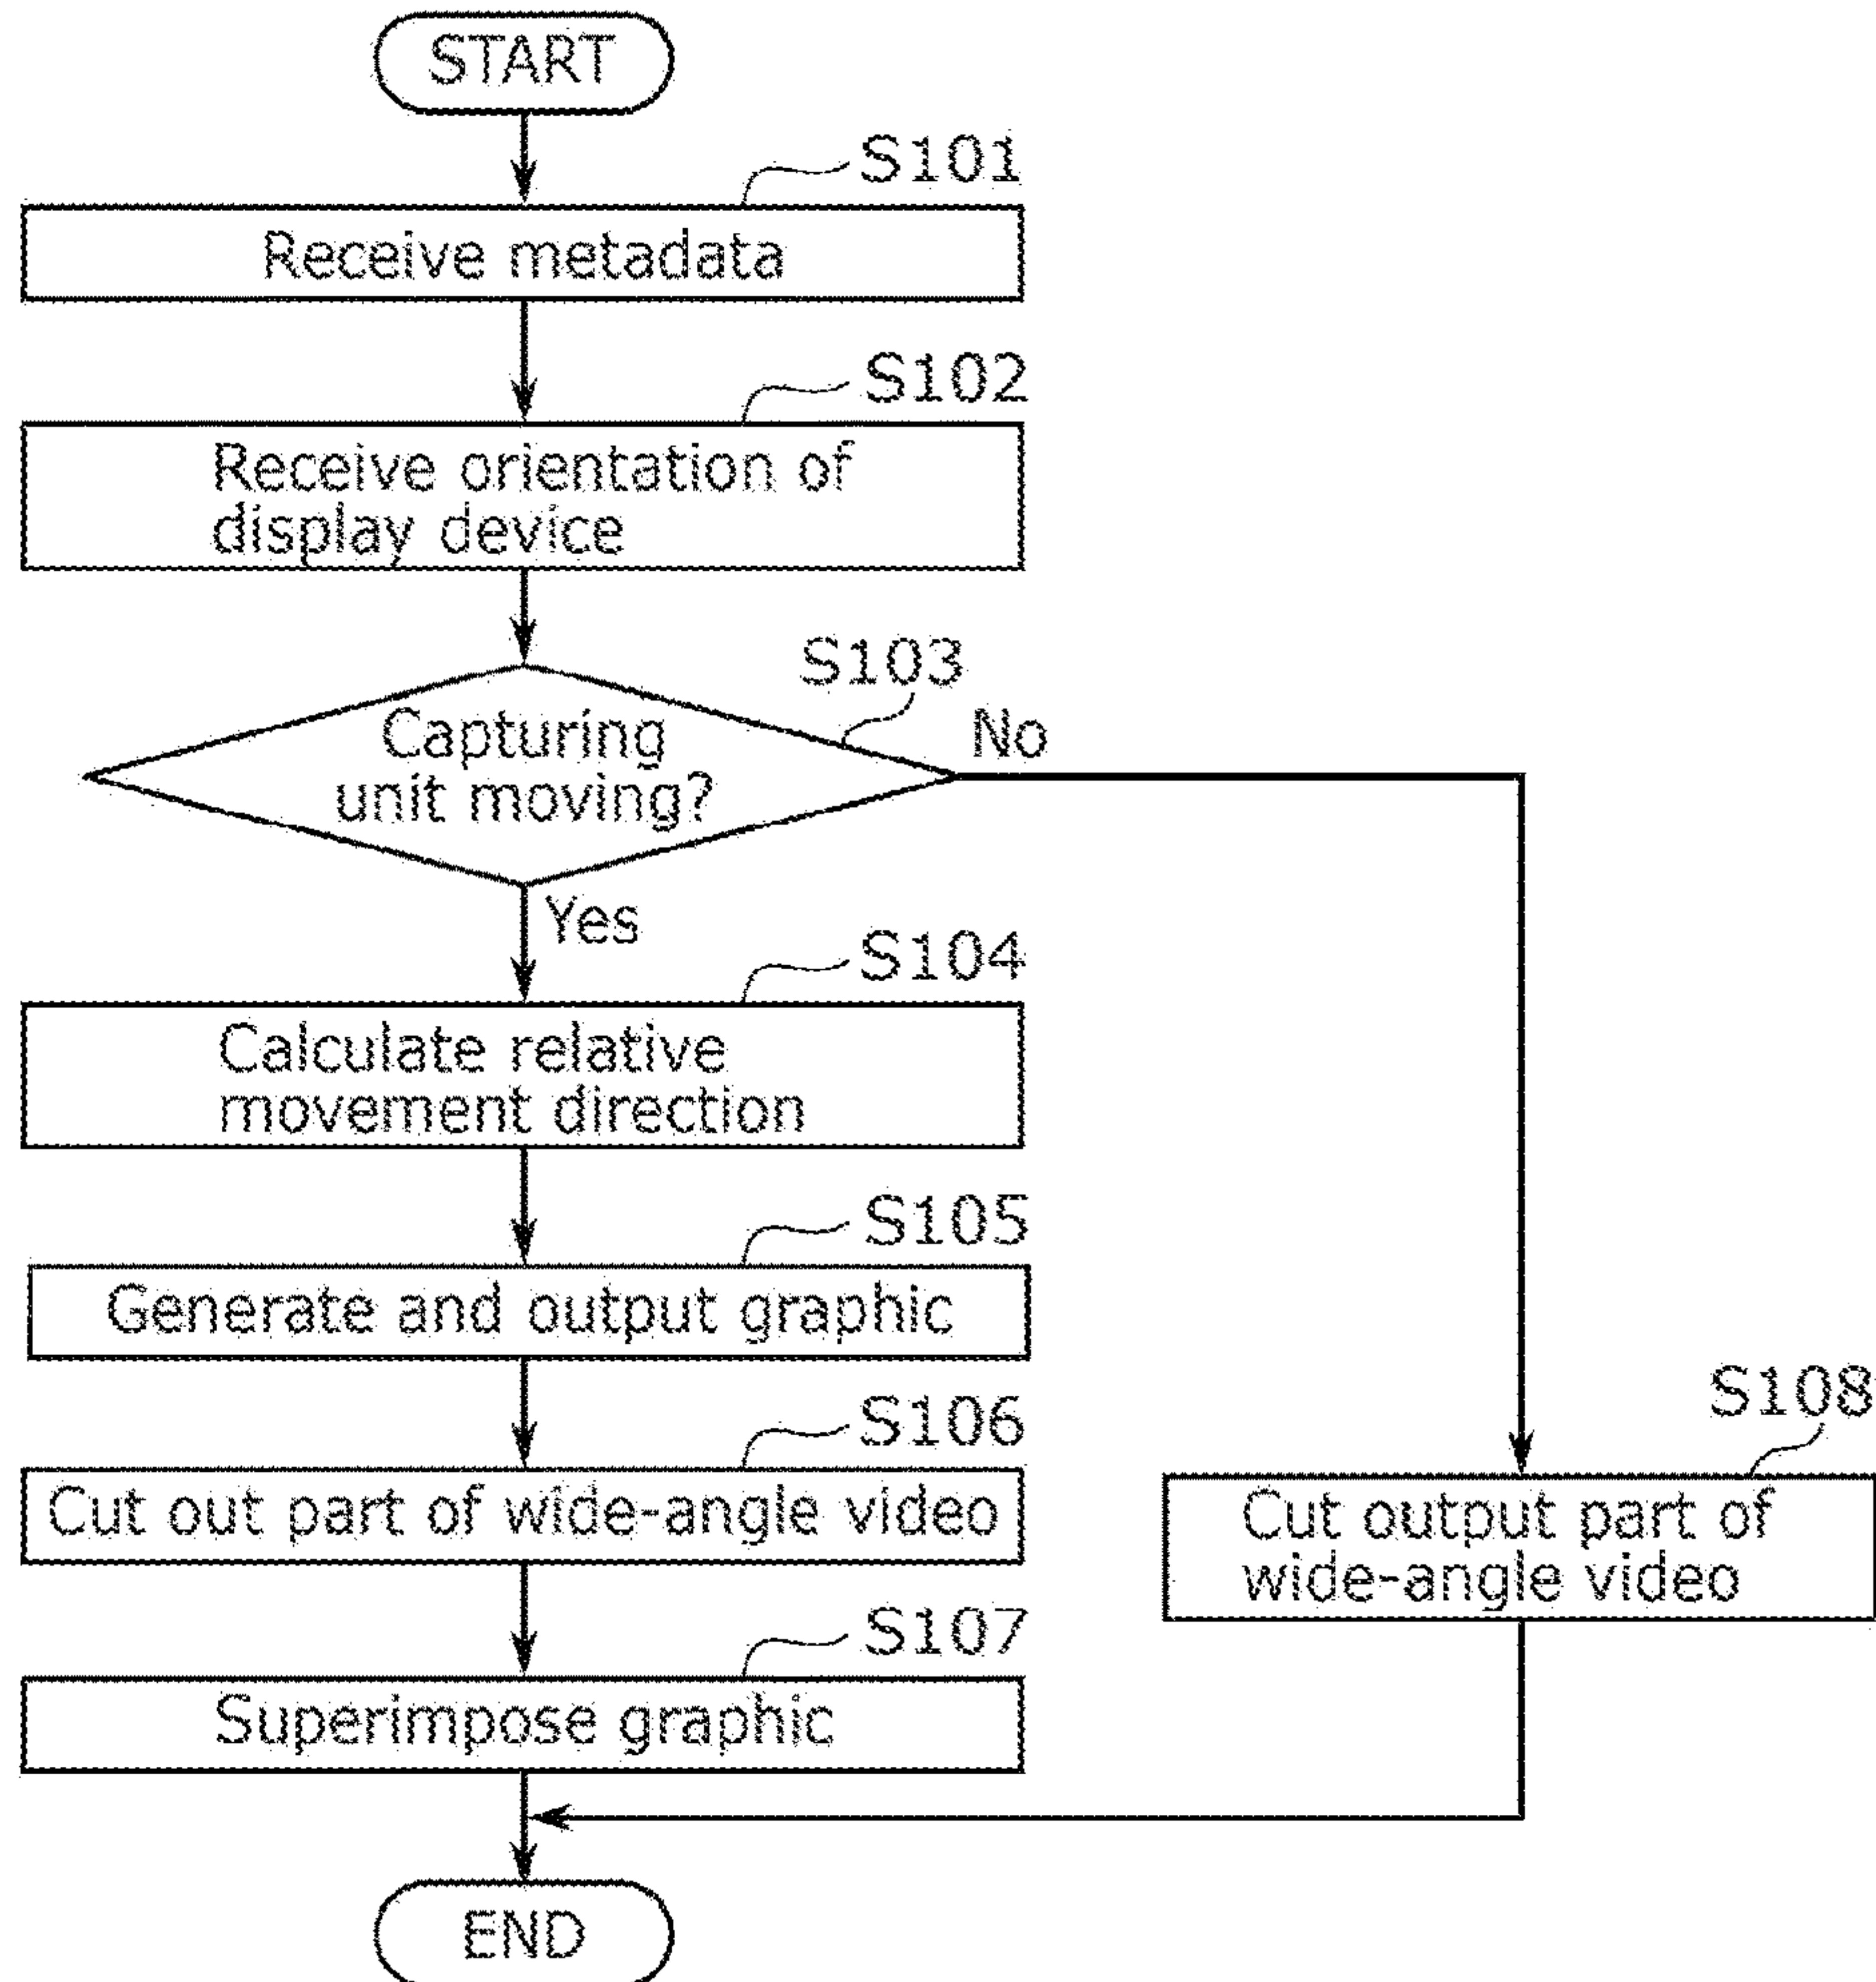 START
S101
Receive metadata
S102
Receive orientation of
display device
S103
Capturing
unit moving?
No
Yes
S104
Calculate relative
movement direction
S105
Generate and output graphic
S106
Cut out part of wide-angle video
S108
Cut output part of
wide-angle video
S107
Superimpose graphic
END